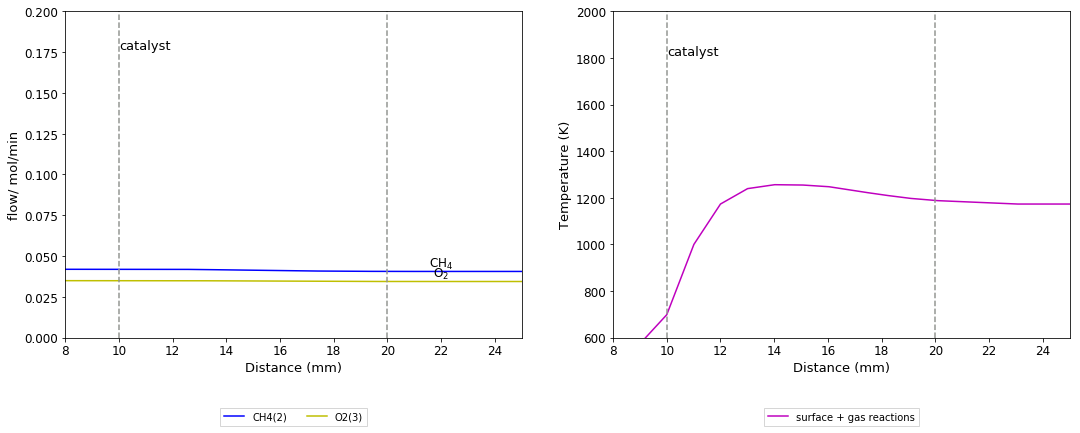 0.200
0.175
0.150
0.125
0.100
0.075
0.050
0.025
0.000
flow/ mol/min
catalyst
CH₄
O₂
8 10 12 14 16 18 20 22 24
Distance (mm)
CH4(2) O2(3)
2000
1800
1600
1400
1200
1000
800
600
Temperature (K)
catalyst
8 10 12 14 16 18 20 22 24
Distance (mm)
surface + gas reactions